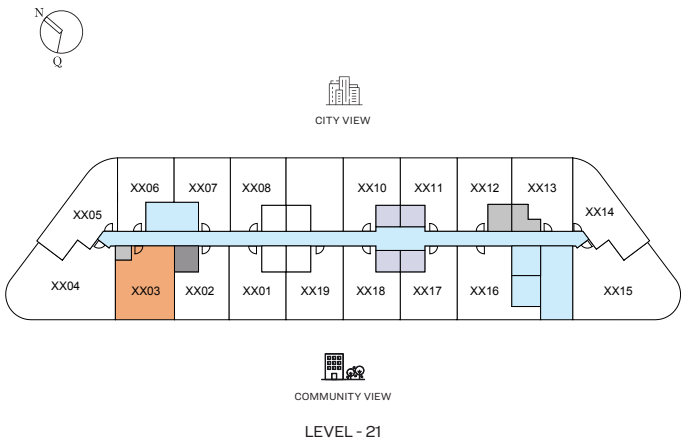 N
Q
CITY VIEW
XX06 XX07 XX08 XX10 XX11 XX12 XX13
XX05 XX14
XX04 XX03 XX02 XX01 XX19 XX18 XX17 XX16 XX15
COMMUNITY VIEW
LEVEL - 21